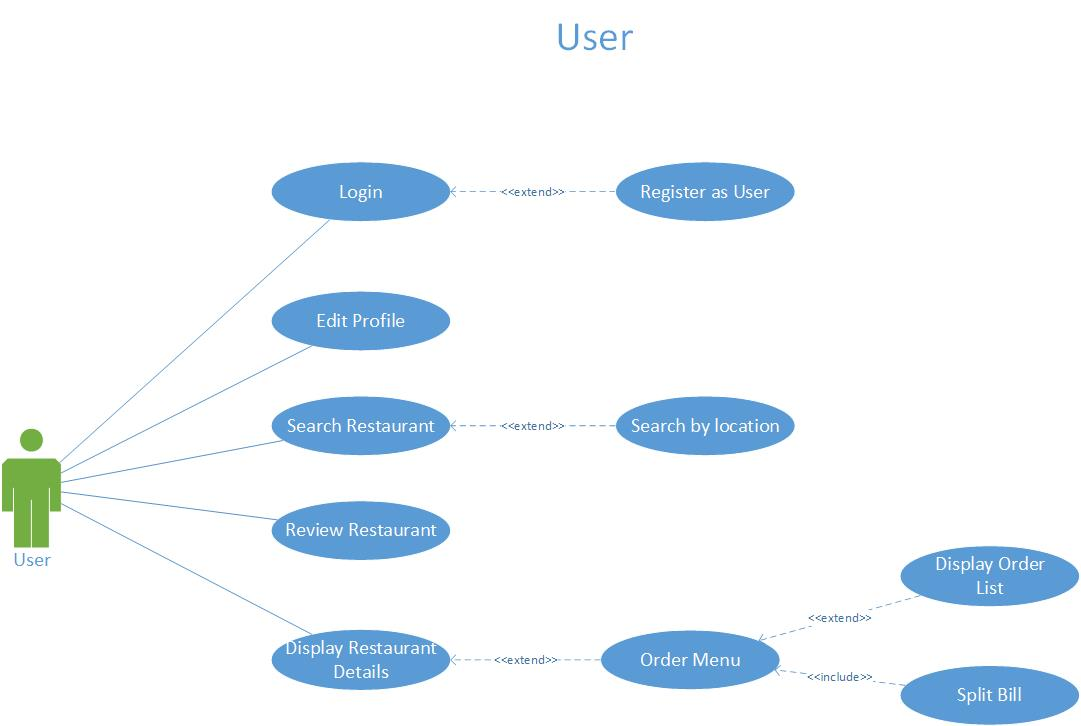 User
Login
<<extend>>
Register as User
Edit Profile
Search Restaurant
<<extend>>
Search by location
Review Restaurant
User
Display Order
List
<<extend>>
Display Restaurant
Details
<<extend>>
Order Menu
<<include>>
Split Bill